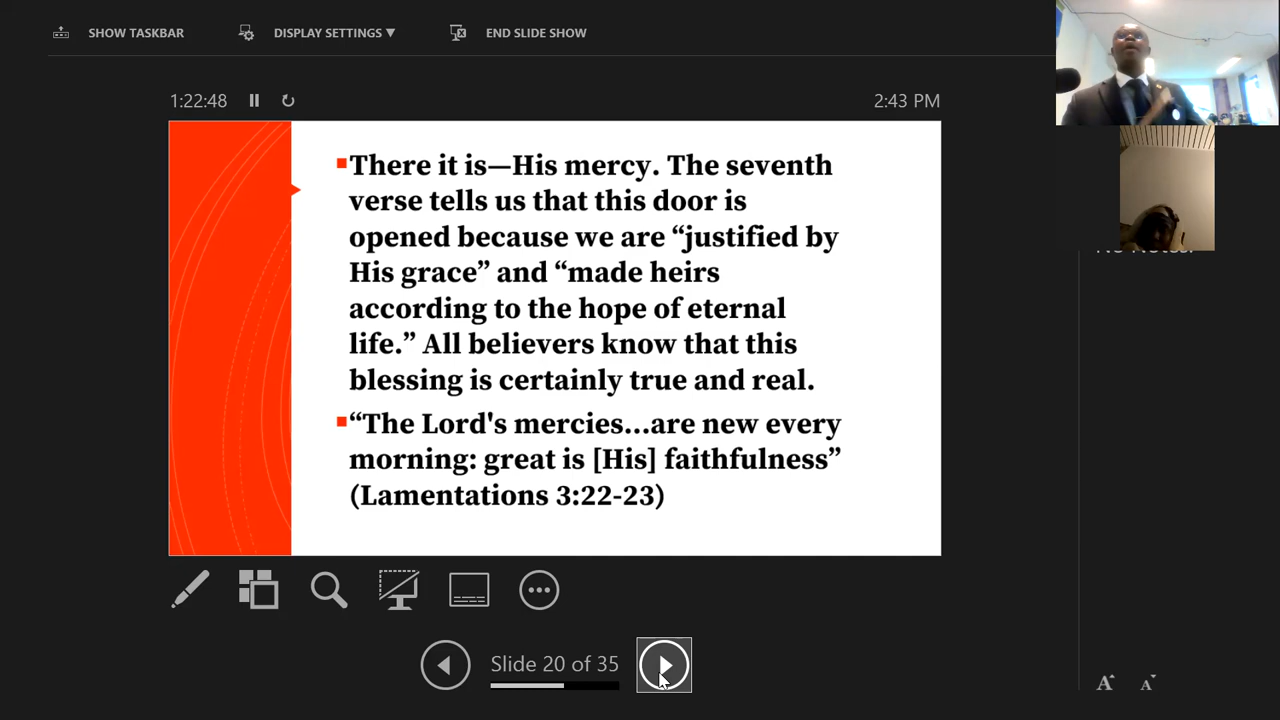 SHOW TASKBAR DISPLAY SETTINGS ▼ END SLIDE SHOW
1:22:48 2:43 PM
There it is—His mercy. The seventh
verse tells us that this door is
opened because we are “justified by
His grace” and “made heirs
according to the hope of eternal
life.” All believers know that this
blessing is certainly true and real.
“The Lord's mercies...are new every
morning: great is [His] faithfulness”
(Lamentations 3:22-23)
No Notes.
Slide 20 of 35
A A